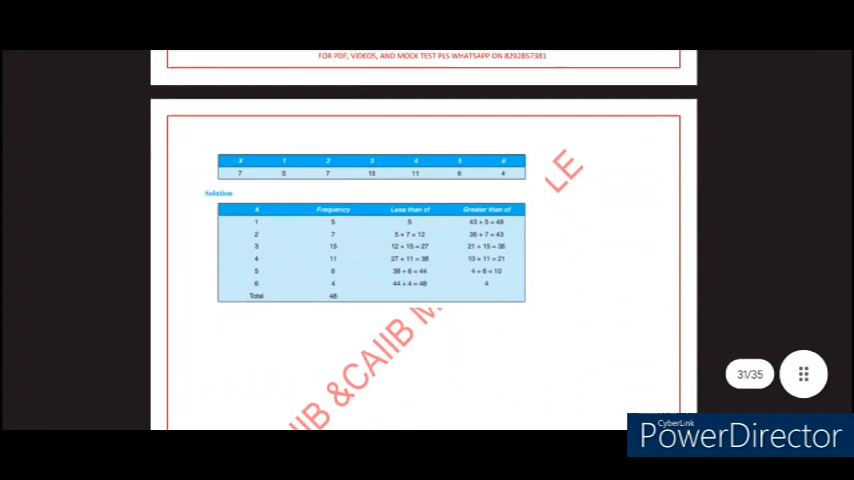 FOR PDF, VIDEOS, AND MOCK TEST PLS WHATSAPP ON 8292857381
X 1 2 3 4 5 6
7 5 7 15 11 6 4
Solution
X Frequency Less than cf Greater than cf
1 5 5 43 + 5 = 48
2 7 5 + 7 = 12 36 + 7 = 43
3 15 12 + 15 = 27 21 + 15 = 36
4 11 27 + 11 = 38 10 + 11 = 21
5 6 38 + 6 = 44 4 + 6 = 10
6 4 44 + 4 = 48 4
Total 48
LE
IIB &CAIIB M
31/35
CyberLink
PowerDirector